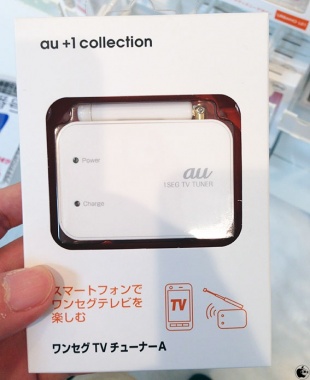 au +1 collection
Power
au
1SEG TV TUNER
Charge
スマートフォンで
ワンセグテレビを
楽しむ
TV
ワンセグ TV チューナーA